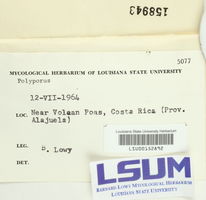 158943
5077
MYCOLOGICAL HERBARIUM OF LOUISIANA STATE UNIVERSITY
Polyporus
12-VII-1964
LOC. Near Volcan Poas, Costa Rica (Prov.
Alajuela)
Louisiana State University Herbarium
LEG. B. Lowy
DET.
LSUM
BERNARD LOWY MYCOLOGICAL HERBARIUM
LOUISIANA STATE UNIVERSITY